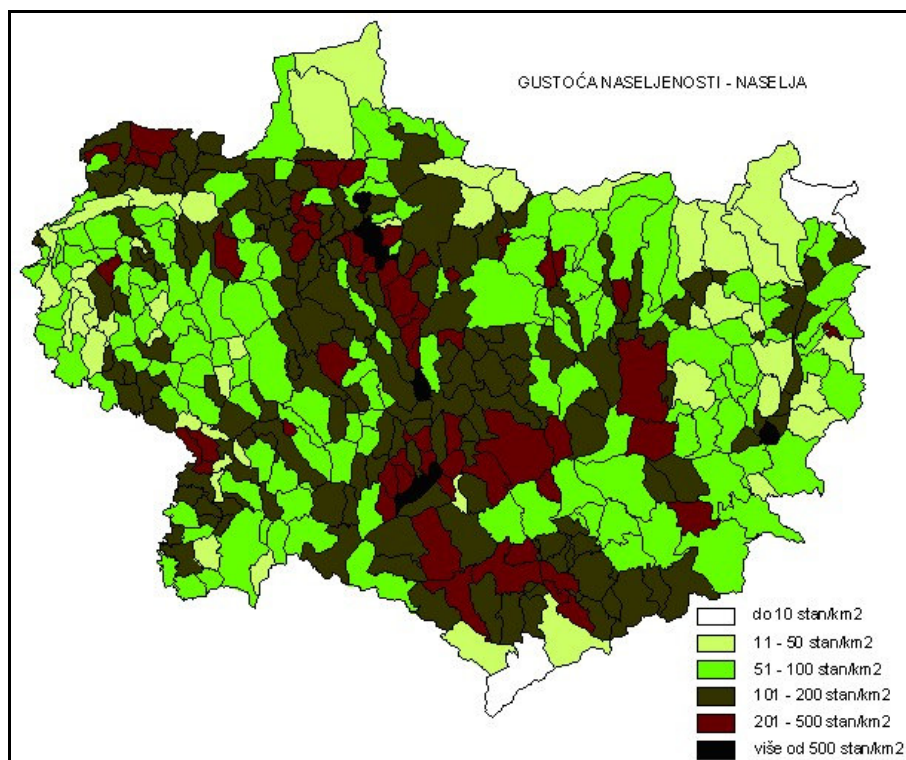 GUSTOĆA NASELJENOSTI - NASELJA
do 10 stan/km2
11 - 50 stan/km2
51 - 100 stan/km2
101 - 200 stan/km2
201 - 500 stan/km2
više od 500 stan/km2